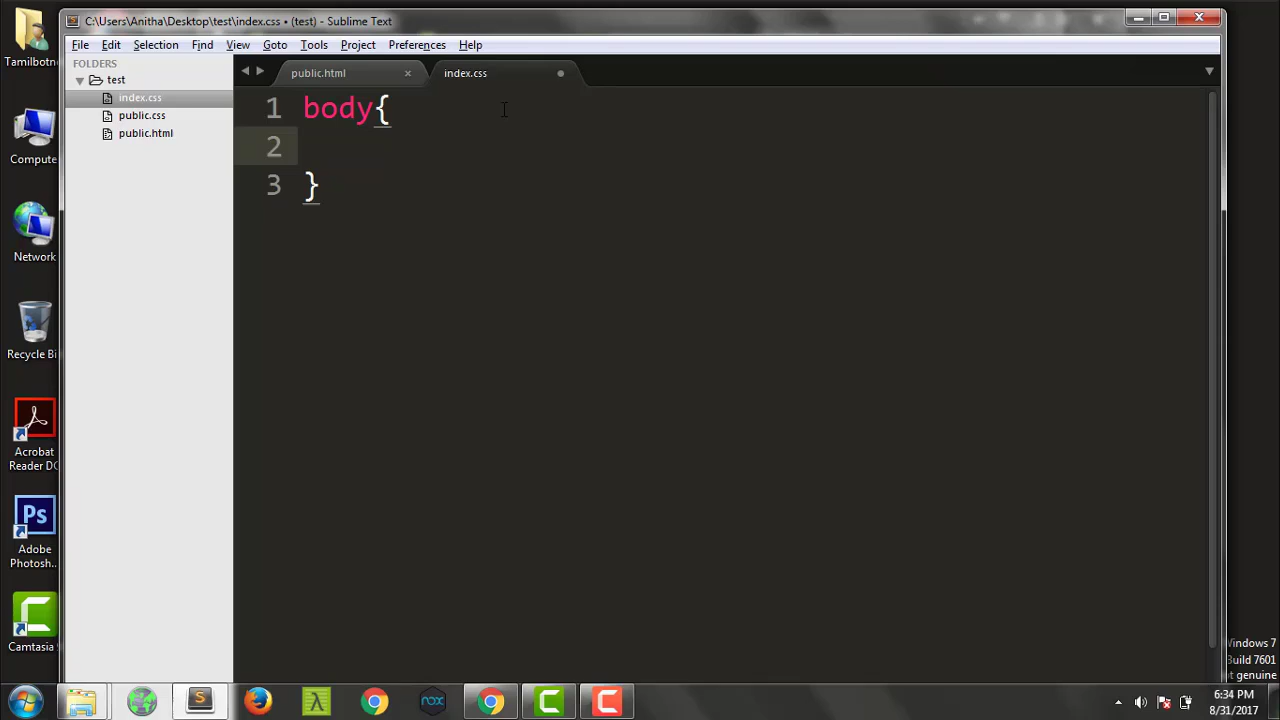 C:\Users\Anitha\Desktop\test\index.css • (test) - Sublime Text
File Edit Selection Find View Goto Tools Project Preferences Help
FOLDERS
test
index.css
public.css
public.html
public.html × index.css
1 body{
2
3 }
Tamilbotn
Compute
Network
Recycle Bi
Acrobat
Reader DC
Ps
Adobe
Photosh...
Camtasia
Windows 7
Build 7601
t genuine
nox
6:34 PM
8/31/2017